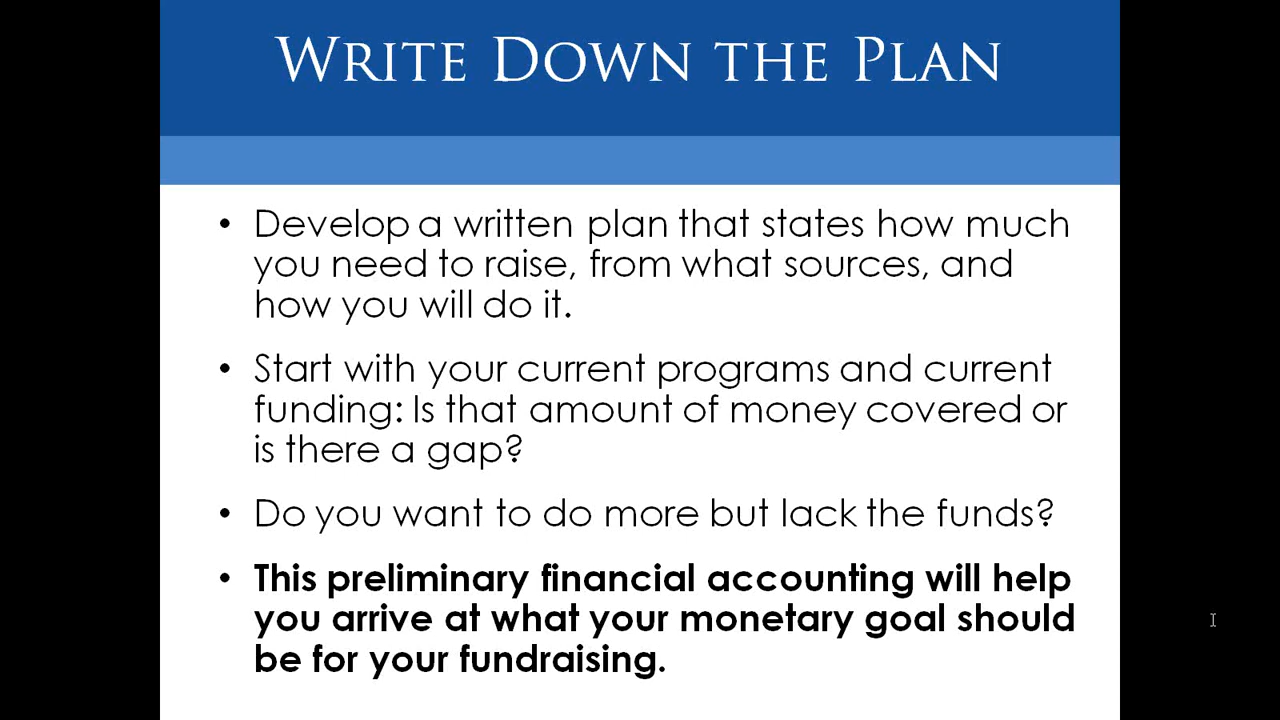 Write Down the Plan
• Develop a written plan that states how much
you need to raise, from what sources, and
how you will do it.
• Start with your current programs and current
funding: Is that amount of money covered or
is there a gap?
• Do you want to do more but lack the funds?
• This preliminary financial accounting will help
you arrive at what your monetary goal should
be for your fundraising.